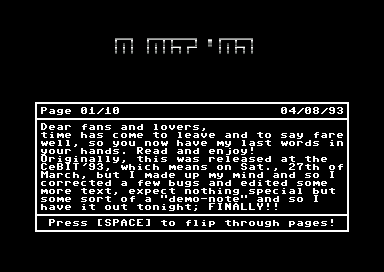 Page 01/10 04/08/93
Dear fans and lovers,
time has come to leave and to say fare
well, so you now have my last words in
your hands. Read and enjoy!
Originally, this was released at the
CeBIT'93, which means on Sat., 27th of
March, but I made up my mind and so I
corrected a few bugs and edited some
more text, expect nothing special but
some sort of a "demo-note" and so I
have it out tonight; FINALLY!!
Press [SPACE] to flip through pages!